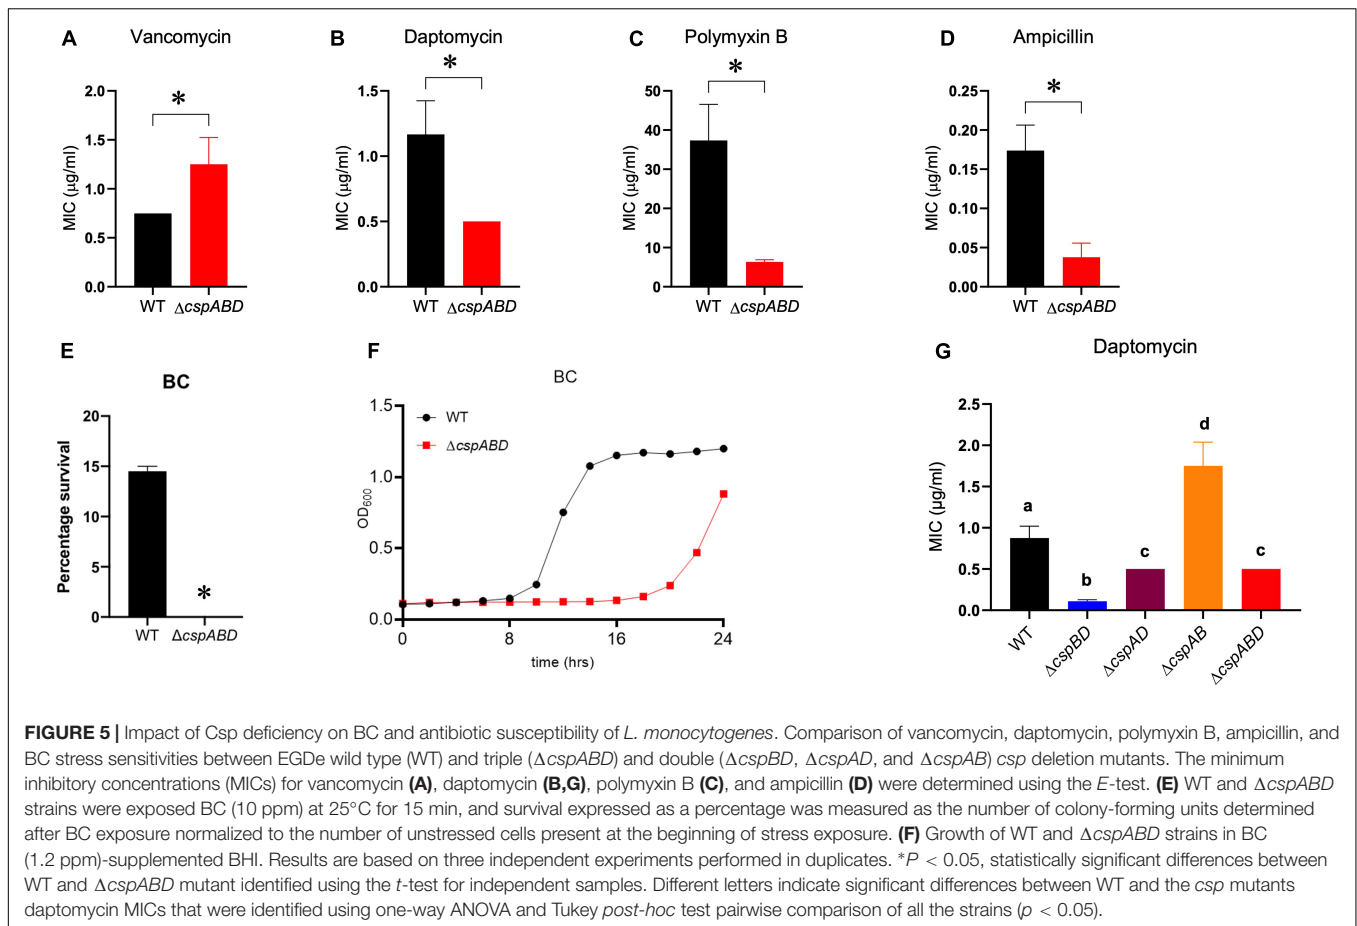 A Vancomycin
*
MIC (µg/ml)
2.0
1.5
1.0
0.5
0.0
WT ΔcspABD
B Daptomycin
*
MIC (µg/ml)
1.5
1.0
0.5
0.0
WT ΔcspABD
C Polymyxin B
*
MIC (µg/ml)
50
40
30
20
10
0
WT ΔcspABD
D Ampicillin
*
MIC (µg/ml)
0.25
0.20
0.15
0.10
0.05
0.00
WT ΔcspABD
E
BC
Percentage survival
20
15
10
5
0
*
WT ΔcspABD
F
BC
OD600
1.5
1.0
0.5
0.0
WT
ΔcspABD
0 8 16 24
time (hrs)
G Daptomycin
MIC (µg/ml)
2.5
2.0
1.5
1.0
0.5
0.0
a b c d c
WT ΔcspBD ΔcspAD ΔcspAB ΔcspABD
FIGURE 5 | Impact of Csp deficiency on BC and antibiotic susceptibility of L. monocytogenes. Comparison of vancomycin, daptomycin, polymyxin B, ampicillin, and
BC stress sensitivities between EGDe wild type (WT) and triple (ΔcspABD) and double (ΔcspBD, ΔcspAD, and ΔcspAB) csp deletion mutants. The minimum
inhibitory concentrations (MICs) for vancomycin (A), daptomycin (B,G), polymyxin B (C), and ampicillin (D) were determined using the E-test. (E) WT and ΔcspABD
strains were exposed BC (10 ppm) at 25°C for 15 min, and survival expressed as a percentage was measured as the number of colony-forming units determined
after BC exposure normalized to the number of unstressed cells present at the beginning of stress exposure. (F) Growth of WT and ΔcspABD strains in BC
(1.2 ppm)-supplemented BHI. Results are based on three independent experiments performed in duplicates. *P < 0.05, statistically significant differences between
WT and ΔcspABD mutant identified using the t-test for independent samples. Different letters indicate significant differences between WT and the csp mutants
daptomycin MICs that were identified using one-way ANOVA and Tukey post-hoc test pairwise comparison of all the strains (p < 0.05).